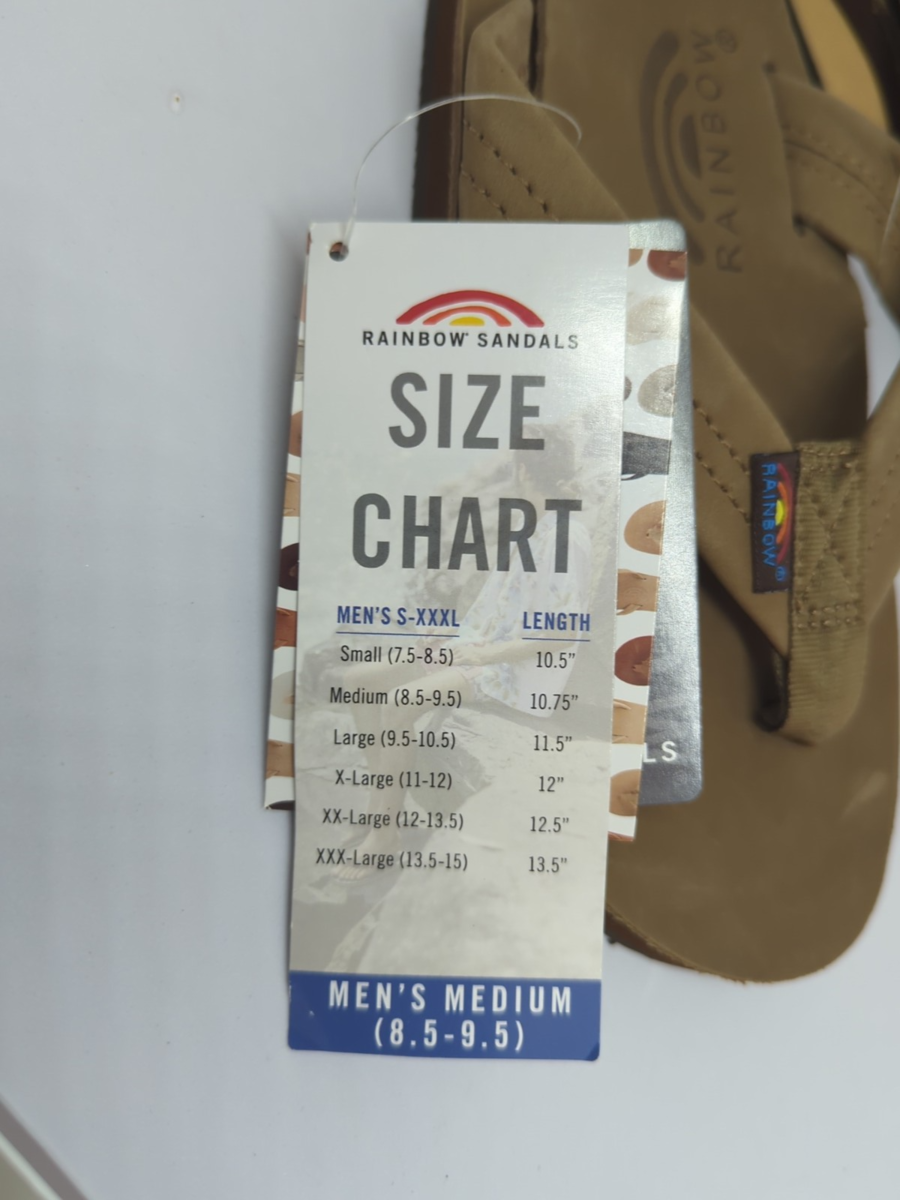 RAINBOW®
RAINBOW® SANDALS
SIZE
CHART
MEN'S S-XXXL LENGTH
Small (7.5-8.5) 10.5"
Medium (8.5-9.5) 10.75"
Large (9.5-10.5) 11.5"
X-Large (11-12) 12"
XX-Large (12-13.5) 12.5"
XXX-Large (13.5-15) 13.5"
MEN'S MEDIUM
(8.5-9.5)
RAINBOW®
LS